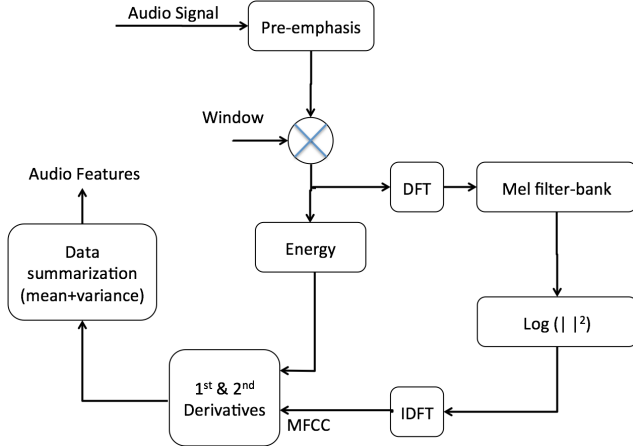 Audio Signal
Pre-emphasis
Window
DFT
Mel filter-bank
Audio Features
Energy
Data
summarization
(mean+variance)
Log (| |²)
1st & 2nd
Derivatives
MFCC
IDFT